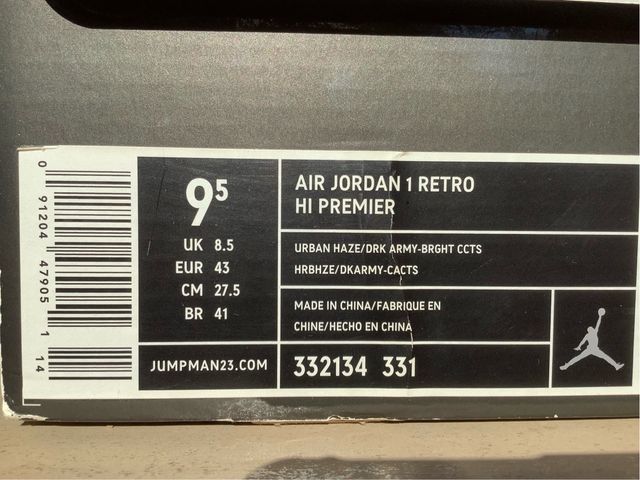 0 91204 47905 1 14
9⁵
UK 8.5
EUR 43
CM 27.5
BR 41
JUMPMAN23.COM
AIR JORDAN 1 RETRO
HI PREMIER
URBAN HAZE/DRK ARMY-BRGHT CCTS
HRBHZE/DKARMY-CACTS
MADE IN CHINA/FABRIQUE EN
CHINE/HECHO EN CHINA
332134 331